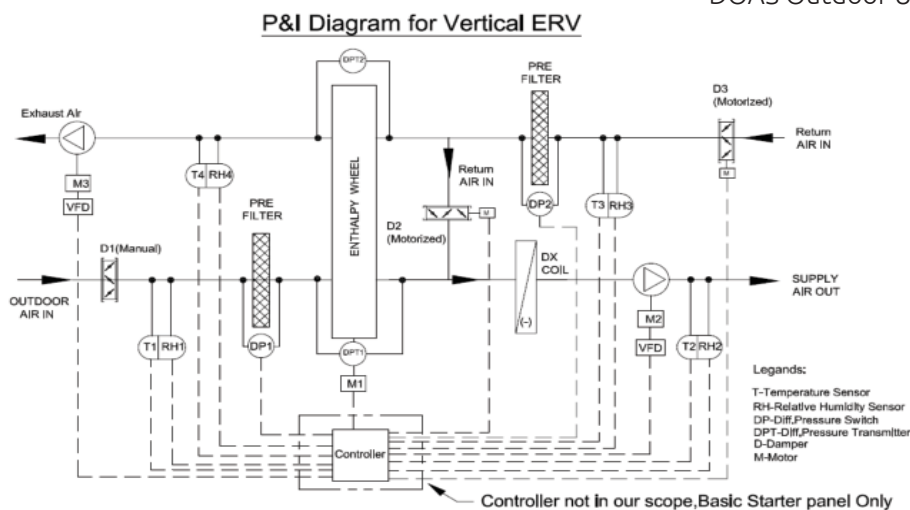 DOAS Outdoor
P&I Diagram for Vertical ERV
DPT2
PRE
FILTER
D3
(Motorized)
Exhaust Air
Return
AIR IN
M
M3
VFD
T4 RH4
PRE
FILTER
ENTHALPY WHEEL
Return
AIR IN
D2
(Motorized)
M
DP2
T3 RH3
D1(Manual)
DX
COIL
(-)
OUTDOOR
AIR IN
SUPPLY
AIR OUT
T1 RH1
DP1
DPT1
M1
M2
VFD
T2 RH2
Controller
Legands:
T-Temperature Sensor
RH-Relative Humidity Sensor
DP-Diff,Pressure Switch
DPT-Diff,Pressure Transmitter
D-Damper
M-Motor
Controller not in our scope,Basic Starter panel Only